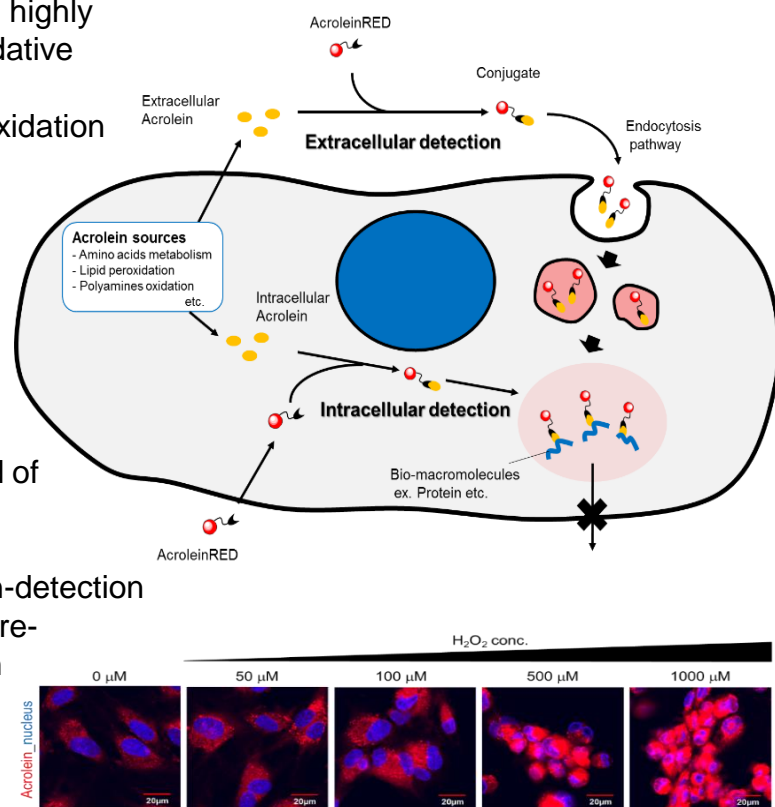 highly
dative
xidation
l of
n-detection
re-
AcroleinRED
Conjugate
Extracellular
Acrolein
Extracellular detection
Endocytosis
pathway
Acrolein sources
- Amino acids metabolism
- Lipid peroxidation
- Polyamines oxidation
etc.
Intracellular
Acrolein
Intracellular detection
Bio-macromolecules
ex. Protein etc.
AcroleinRED
H₂O₂ conc.
0 μM
50 μM
100 μM
500 μM
1000 μM
Acrolein_nucleus
20μm
20μm
20μm
20μm
20μm